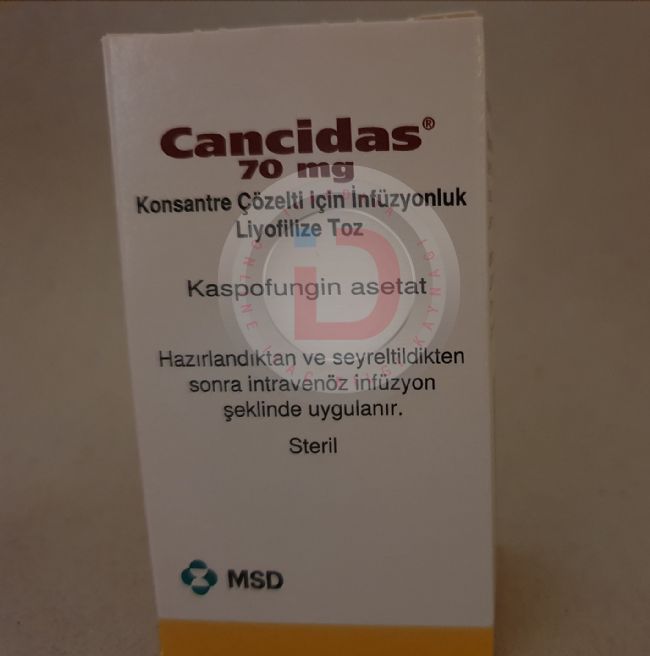 Cancidas®
70 mg
Konsantre Çözelti için İnfüzyonluk
Liyofilize Toz
Kaspofungin asetat
Hazırlandıktan ve seyreltildikten
sonra intravenöz infüzyon
şeklinde uygulanır.
Steril
MSD